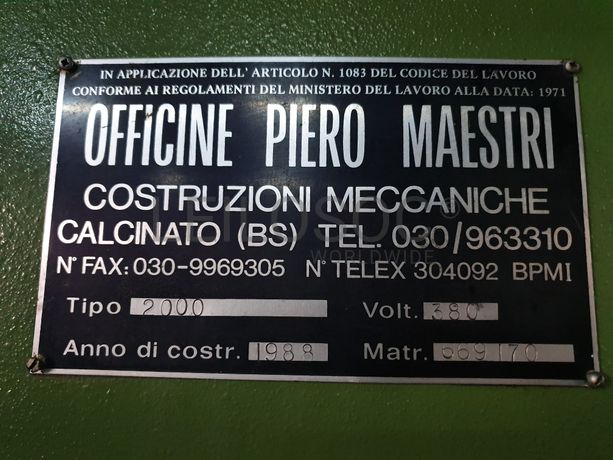 IN APPLICAZIONE DELL' ARTICOLO N. 1083 DEL CODICE DEL LAVORO
CONFORME AI REGOLAMENTI DEL MINISTERO DEL LAVORO ALLA DATA: 1971
OFFICINE PIERO MAESTRI
COSTRUZIONI MECCANICHE
CALCINATO (BS) TEL. 030/963310
N° FAX: 030-9969305 N° TELEX 304092 BPMI
Tipo 2000 Volt. 380
Anno di costr. 1988 Matr. 669170
WORLDWIDE